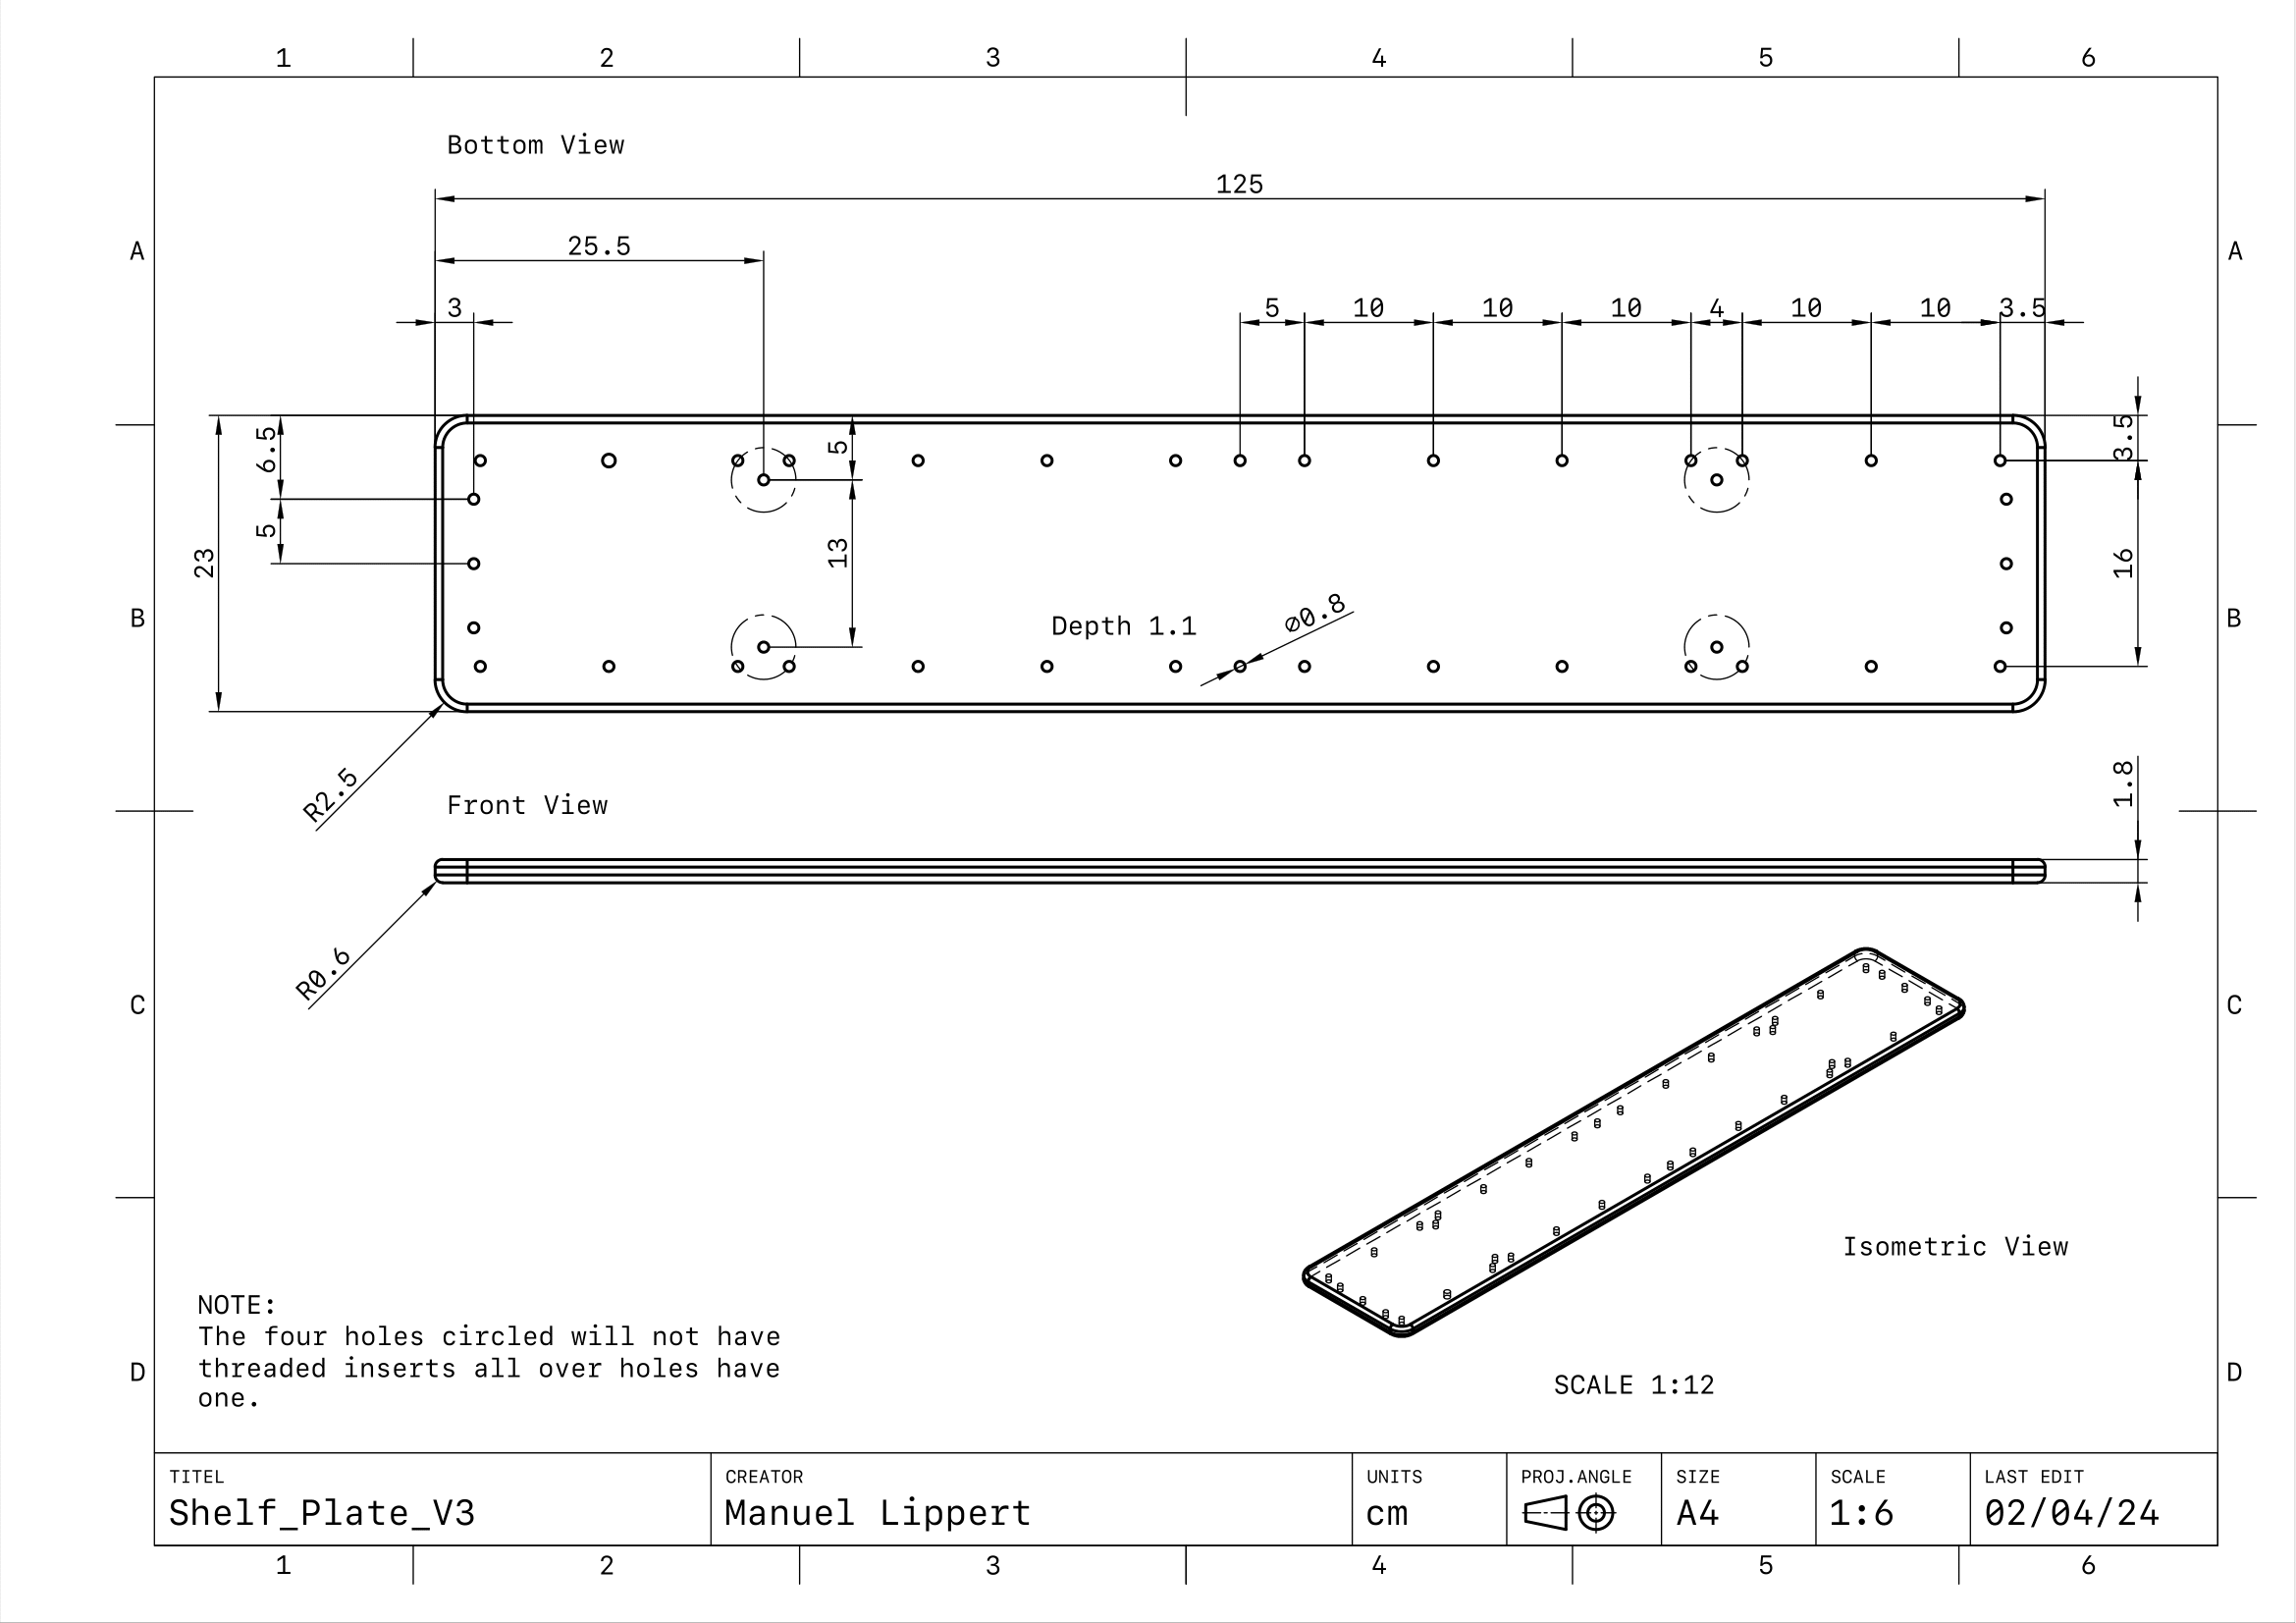 1 2 3 4 5 6
Bottom View
125
A 25.5 A
3 5 10 10 10 4 10 10 3.5
6.5 5 3.5
5 23 13 16
B Depth 1.1 ⌀0.8 B
R2.5
Front View
1.8
R0.6
C C
Isometric View
NOTE:
The four holes circled will not have
threaded inserts all over holes have
one.
D SCALE 1:12 D
TITEL CREATOR UNITS PROJ.ANGLE SIZE SCALE LAST EDIT
Shelf_Plate_V3 Manuel Lippert cm A4 1:6 02/04/24
1 2 3 4 5 6